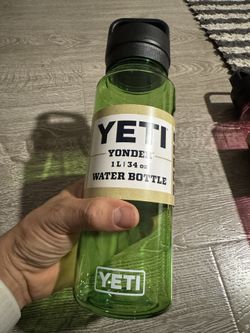 YETI
YONDER
1 L | 34 oz
WATER BOTTLE
YETI